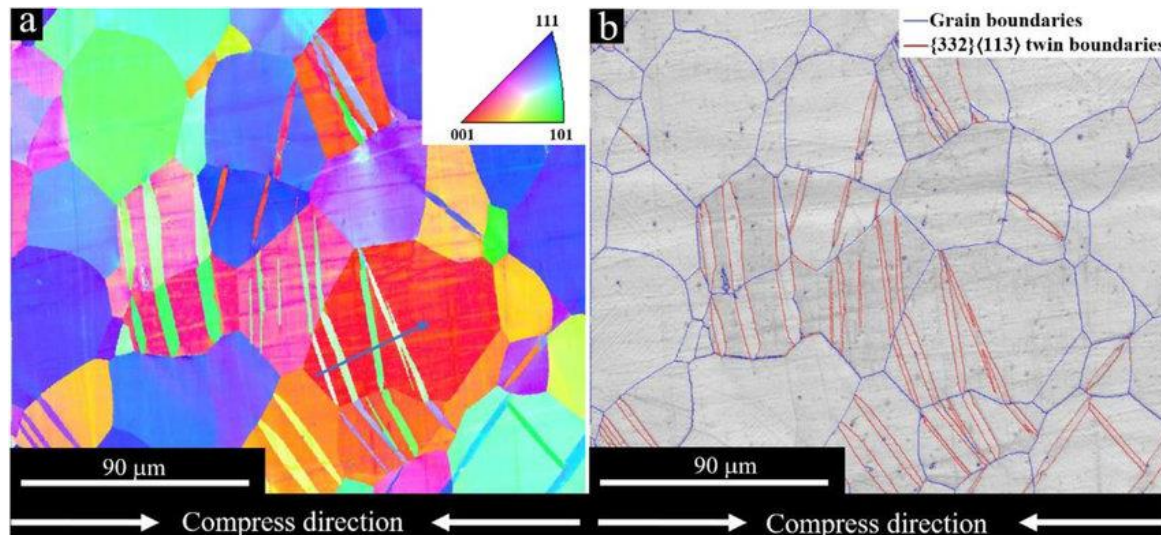 a
111
001
101
90 μm
Compress direction
b
Grain boundaries
{332}⟨113⟩ twin boundaries
90 μm
Compress direction